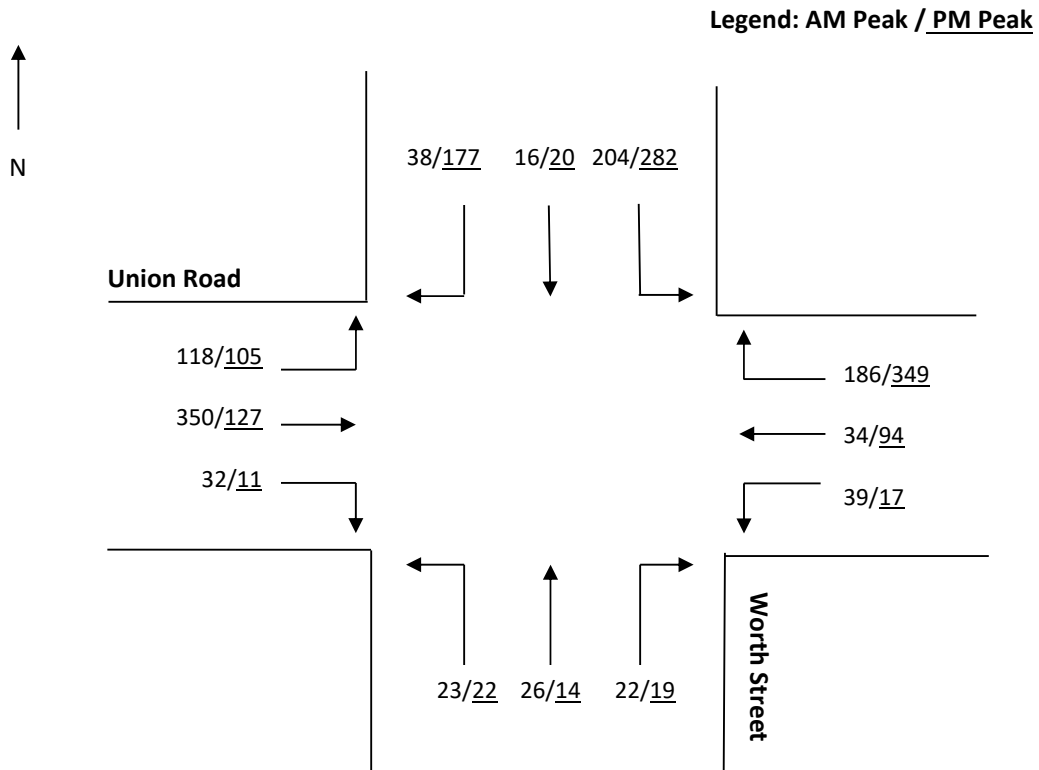 Legend: AM Peak / PM Peak
N
38/177 16/20 204/282
Union Road
118/105
186/349
350/127
34/94
32/11
39/17
Worth Street
23/22 26/14 22/19